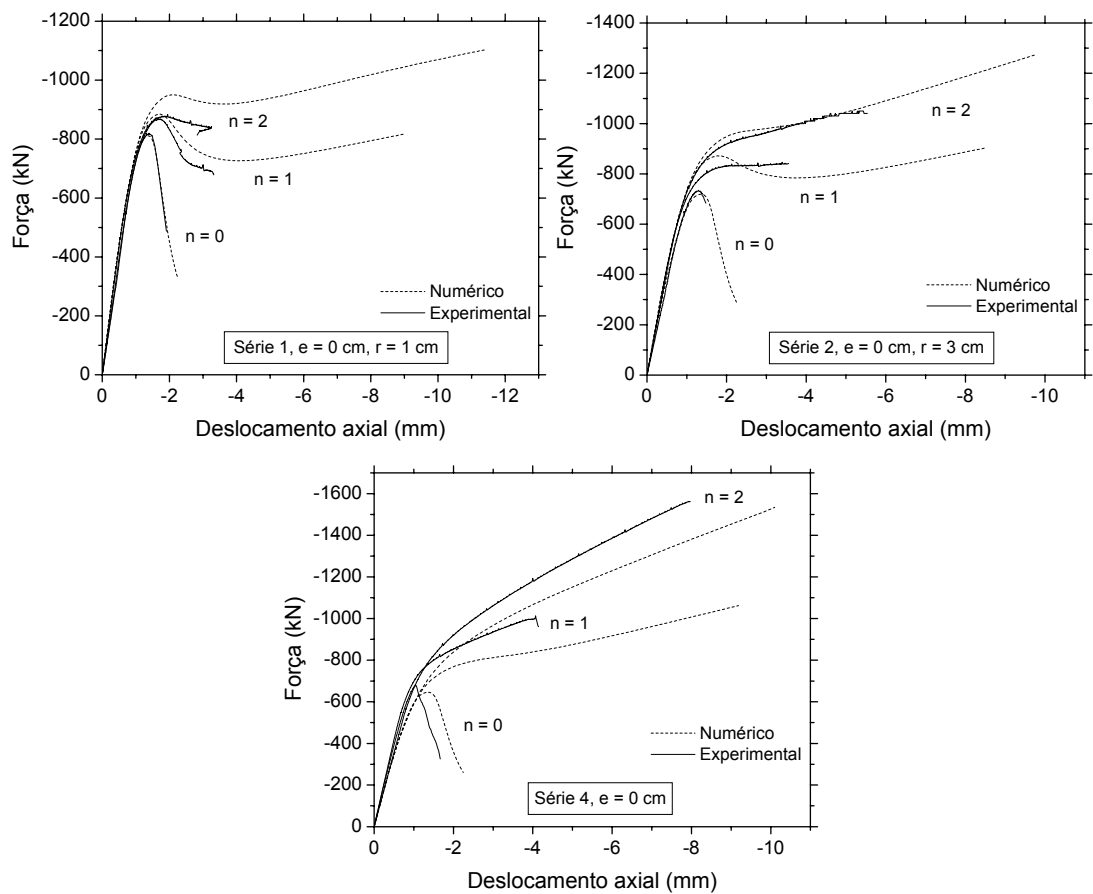 -1200
-1000
-800
-600
-400
-200
0
Força (kN)
n = 2
n = 1
n = 0
Numérico
Experimental
Série 1, e = 0 cm, r = 1 cm
0 -2 -4 -6 -8 -10 -12
Deslocamento axial (mm)
-1400
-1200
-1000
-800
-600
-400
-200
0
Força (kN)
n = 2
n = 1
n = 0
Numérico
Experimental
Série 2, e = 0 cm, r = 3 cm
0 -2 -4 -6 -8 -10
Deslocamento axial (mm)
-1600
-1400
-1200
-1000
-800
-600
-400
-200
0
Força (kN)
n = 2
n = 1
n = 0
Numérico
Experimental
Série 4, e = 0 cm
0 -2 -4 -6 -8 -10
Deslocamento axial (mm)